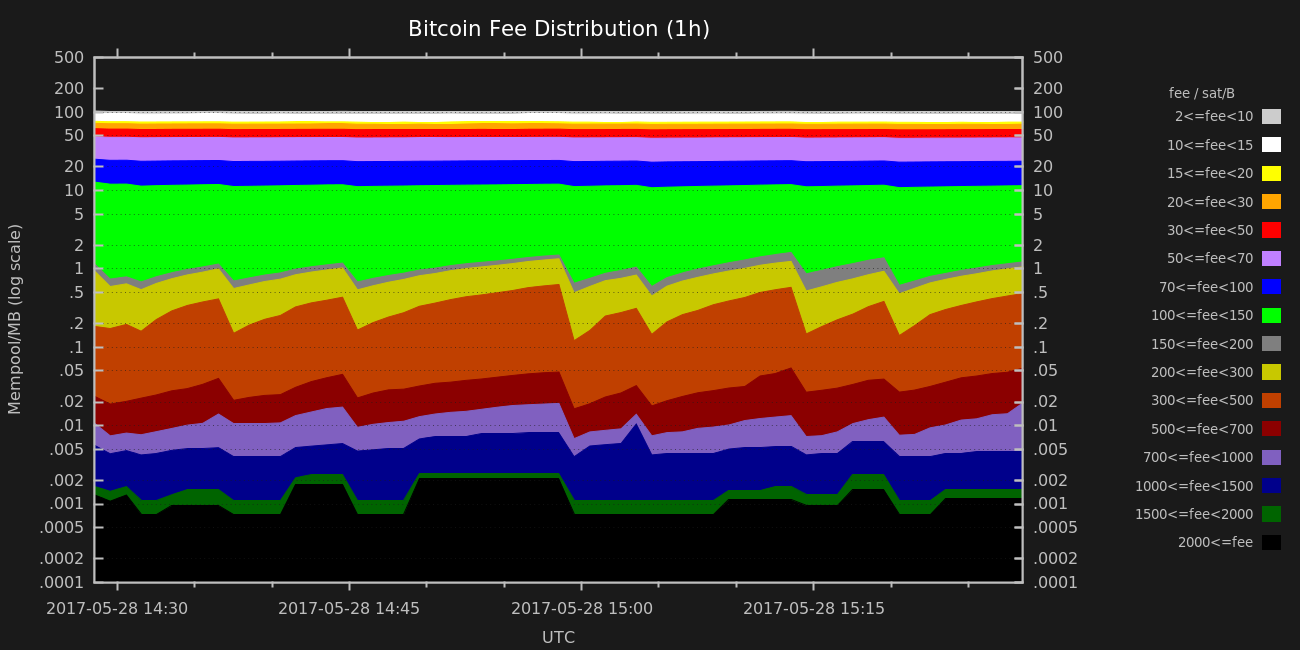 Bitcoin Fee Distribution (1h)
500
200
100
50
20
10
5
2
1
.5
.2
.1
.05
.02
.01
.005
.002
.001
.0005
.0002
.0001
Mempool/MB (log scale)
500
200
100
50
20
10
5
2
1
.5
.2
.1
.05
.02
.01
.005
.002
.001
.0005
.0002
.0001
2017-05-28 14:30
2017-05-28 14:45
2017-05-28 15:00
2017-05-28 15:15
UTC
fee / sat/B
2<=fee<10
10<=fee<15
15<=fee<20
20<=fee<30
30<=fee<50
50<=fee<70
70<=fee<100
100<=fee<150
150<=fee<200
200<=fee<300
300<=fee<500
500<=fee<700
700<=fee<1000
1000<=fee<1500
1500<=fee<2000
2000<=fee